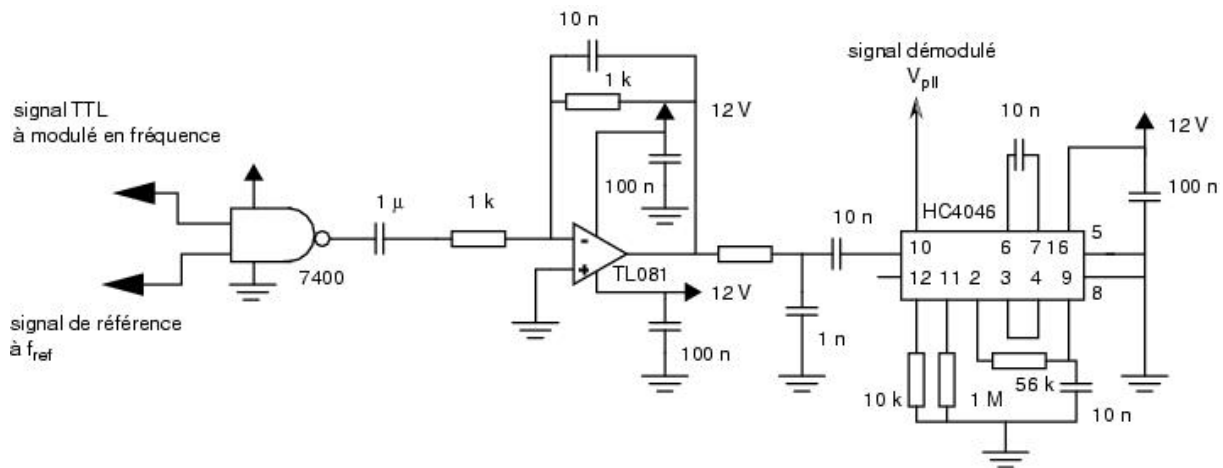 10 n
1 k
12 V
signal TTL
à modulé en fréquence
100 n
1 µ
1 k
7400
-
+
TL081
12 V
100 n
signal de référence
à fref
signal démodulé
Vpll
10 n
12 V
100 n
10 n
HC4046
10 6 7 16 5
12 11 2 3 4 9 8
1 n
10 k
1 M
56 k
10 n